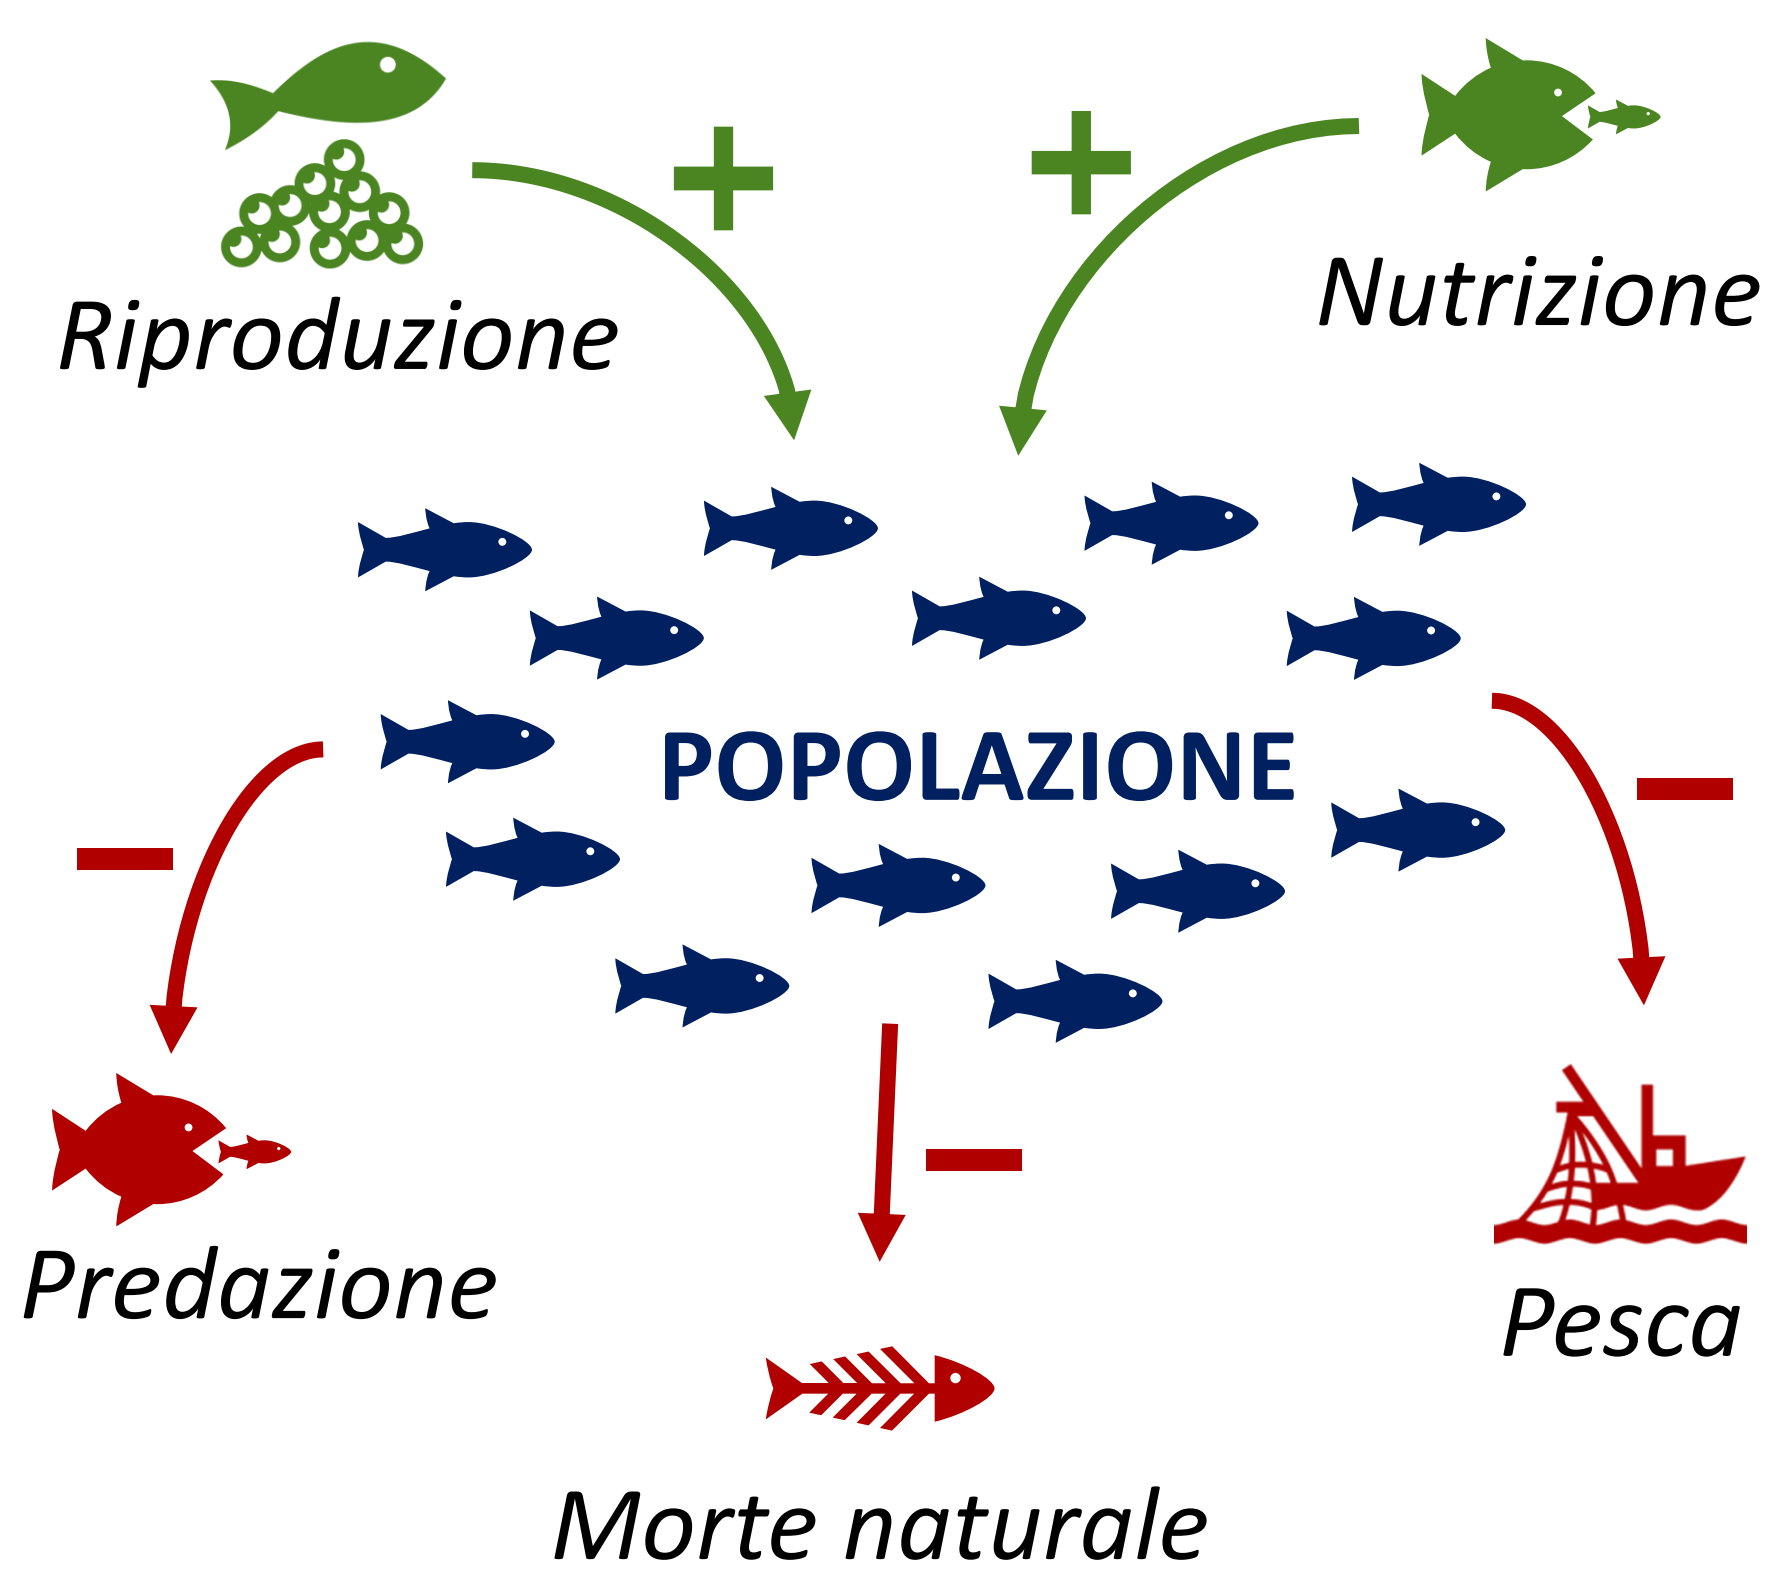 Riproduzione
Nutrizione
POPOLAZIONE
Predazione
Pesca
Morte naturale